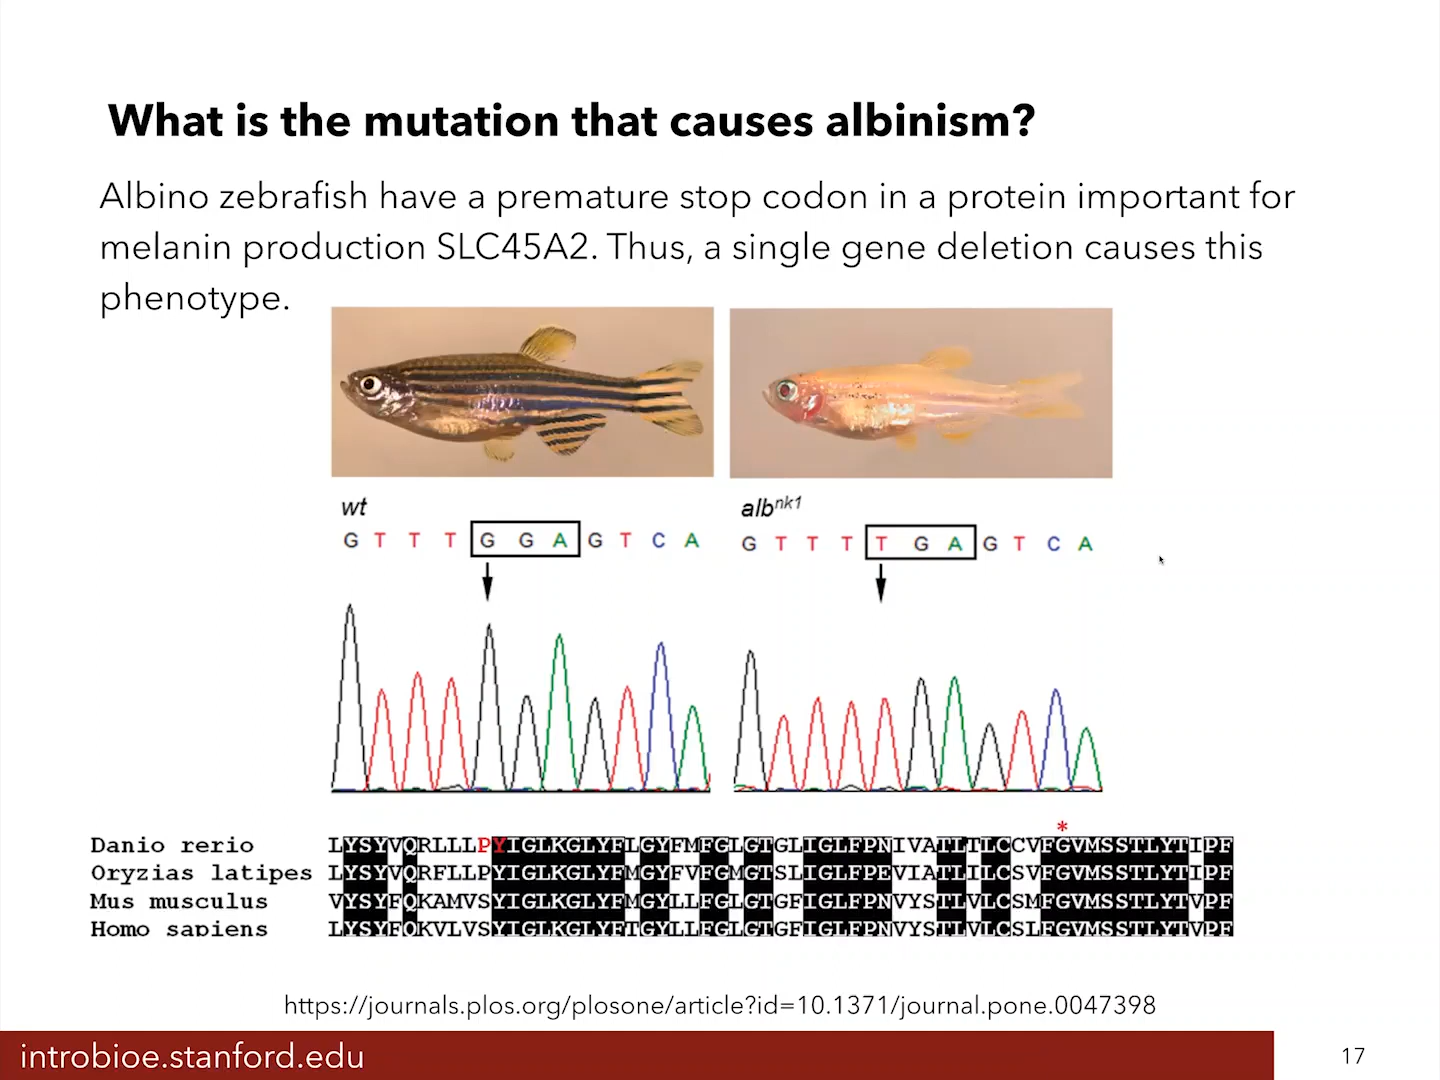 What is the mutation that causes albinism?
Albino zebrafish have a premature stop codon in a protein important for
melanin production SLC45A2. Thus, a single gene deletion causes this
phenotype.
wt
G T T T G G A G T C A
alb nk1
G T T T T G A G T C A
*
Danio rerio LYSYVQRLLLPYIGLKGLYFLGYFMFGLGTGLIGLFPNIVATLTLCCVFGVMSSTLYTIPF
Oryzias latipes LYSYVQRFLLPYIGLKGLYFMGYFVFGMGTSLIGLFPEVIATLILCSVFGVMSSTLYTIPF
Mus musculus VYSYFQKAMVSYIGLKGLYFMGYLLFGLGTGFIGLFPNVYSTLVLCSMFGVMSSTLYTVPF
Homo sapiens LYSYFQKVLVSYIGLKGLYFTGYLLFGLGTGFIGLFPNVYSTLVLCSLFGVMSSTLYTVPF
https://journals.plos.org/plosone/article?id=10.1371/journal.pone.0047398
introbioe.stanford.edu
17